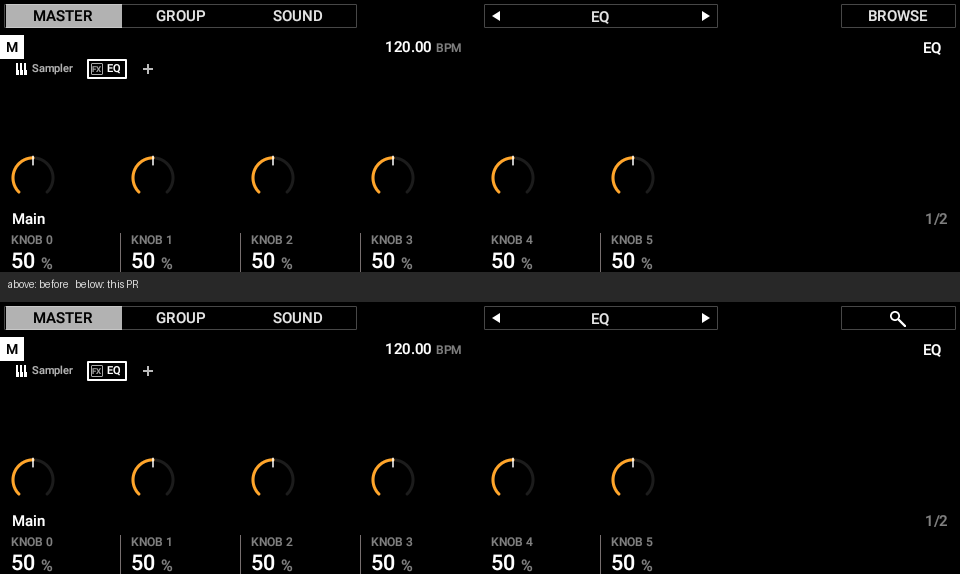 MASTER GROUP SOUND EQ BROWSE
M 120.00 BPM EQ
Sampler FX EQ +
Main 1/2
KNOB 0 KNOB 1 KNOB 2 KNOB 3 KNOB 4 KNOB 5
50 % 50 % 50 % 50 % 50 % 50 %
above: before below: this PR
MASTER GROUP SOUND EQ
M 120.00 BPM EQ
Sampler FX EQ +
Main 1/2
KNOB 0 KNOB 1 KNOB 2 KNOB 3 KNOB 4 KNOB 5
50 % 50 % 50 % 50 % 50 % 50 %